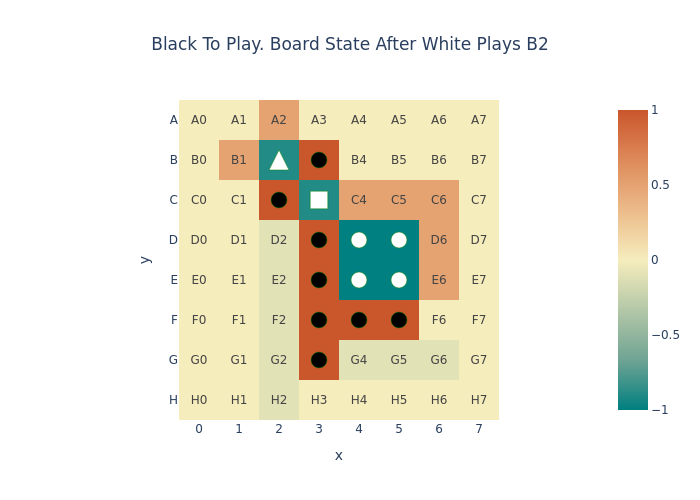 Black To Play. Board State After White Plays B2
A A0 A1 A2 A3 A4 A5 A6 A7
B B0 B1 B4 B5 B6 B7
C C0 C1 C4 C5 C6 C7
D D0 D1 D2 D6 D7
E E0 E1 E2 E6 E7
F F0 F1 F2 F6 F7
G G0 G1 G2 G4 G5 G6 G7
H H0 H1 H2 H3 H4 H5 H6 H7
0 1 2 3 4 5 6 7
x
y
1
0.5
0
−0.5
−1